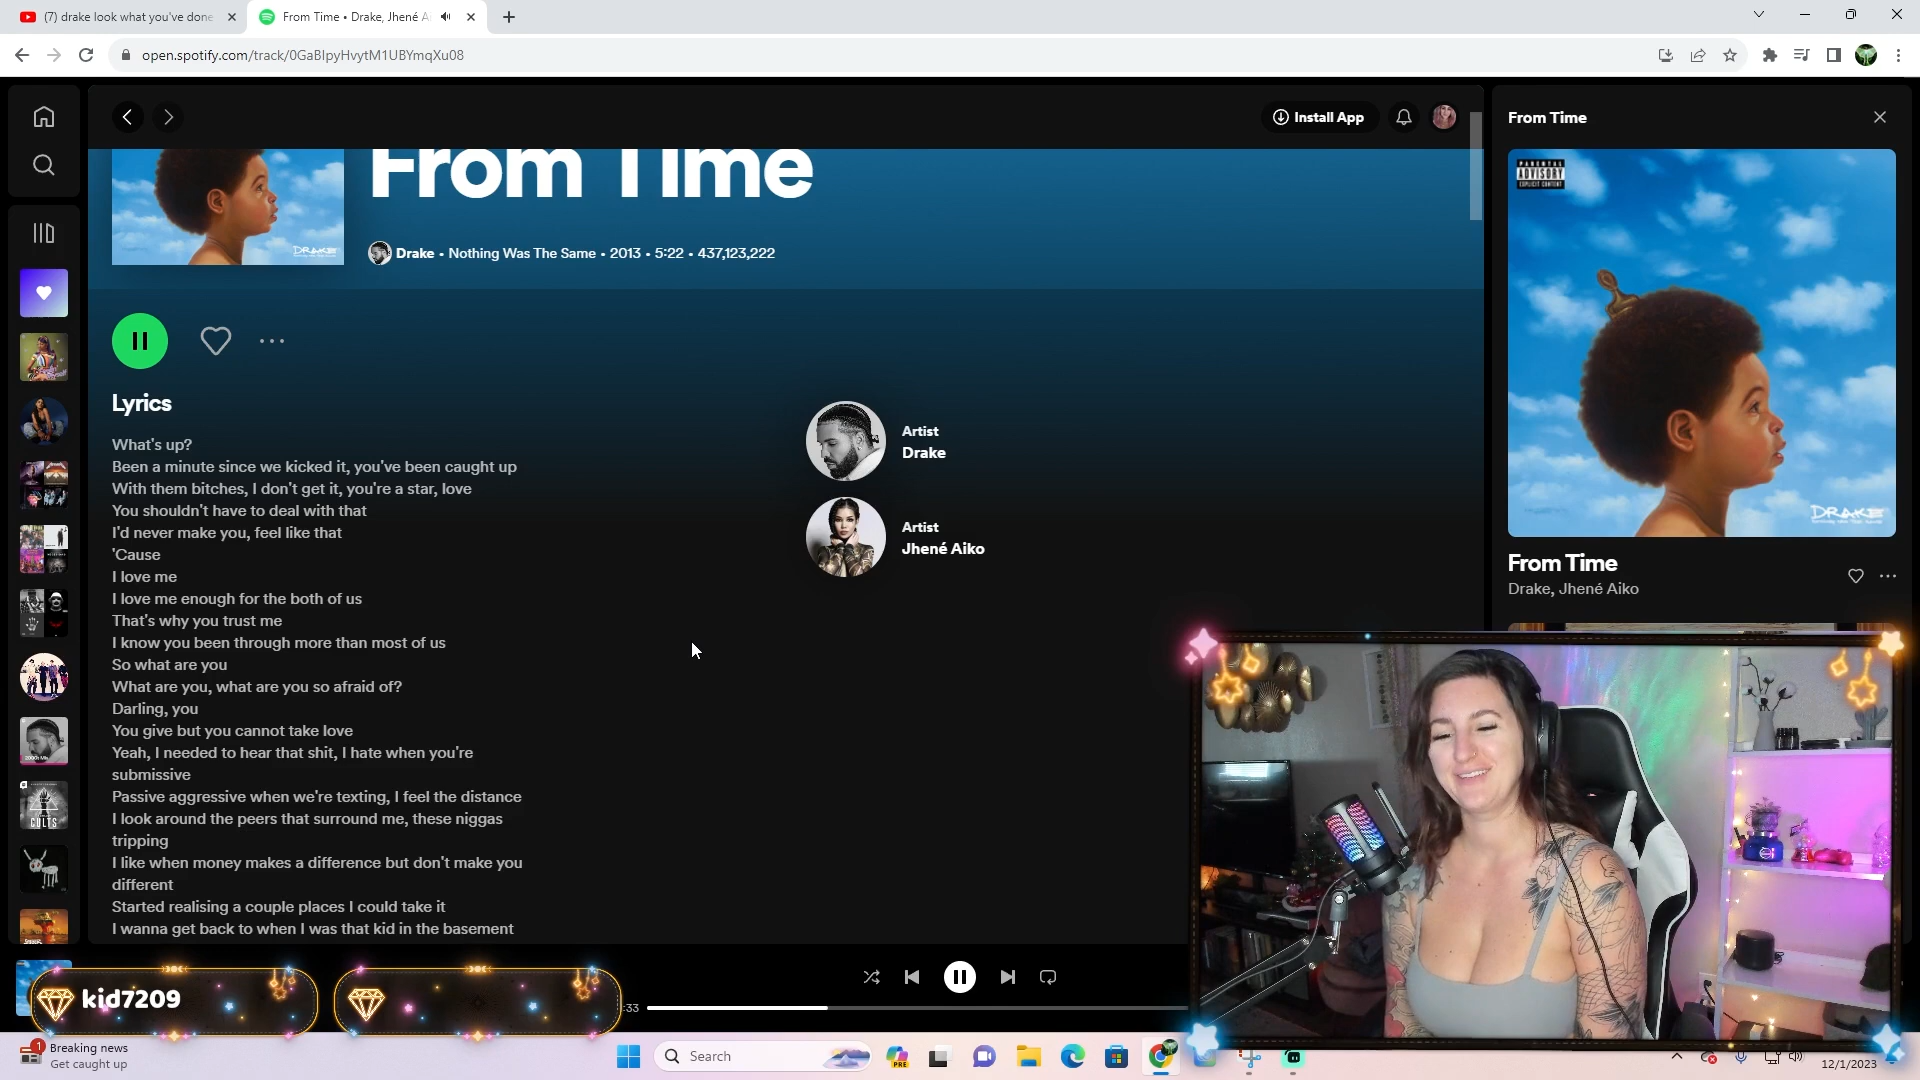 (7) drake look what you've done
From Time • Drake, Jhené A
open.spotify.com/track/0GaBIpyHvytM1UBYmqXu08
Install App
From Time
From Time
Drake • Nothing Was The Same • 2013 • 5:22 • 437,123,222
DRAKE
PARENTAL
ADVISORY
EXPLICIT CONTENT
DRAKE
Lyrics
What's up?
Been a minute since we kicked it, you've been caught up
With them bitches, I don't get it, you're a star, love
You shouldn't have to deal with that
I'd never make you, feel like that
'Cause
I love me
I love me enough for the both of us
That's why you trust me
I know you been through more than most of us
So what are you
What are you, what are you so afraid of?
Darling, you
You give but you cannot take love
Yeah, I needed to hear that shit, I hate when you're
submissive
Passive aggressive when we're texting, I feel the distance
I look around the peers that surround me, these niggas
tripping
I like when money makes a difference but don't make you
different
Started realising a couple places I could take it
I wanna get back to when I was that kid in the basement
Artist
Drake
Artist
Jhené Aiko
From Time
Drake, Jhené Aiko
CULTS
kid7209
:33
1
Breaking news
Get caught up
Search
PRE
12/1/2023